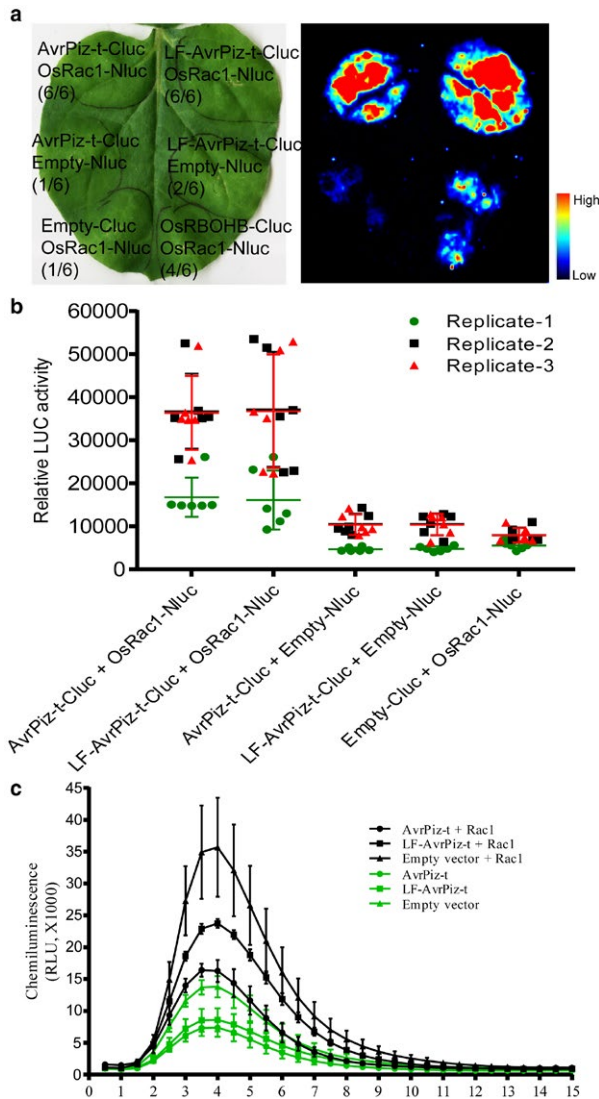 a
AvrPiz-t-Cluc
OsRac1-Nluc
(6/6)
LF-AvrPiz-t-Cluc
OsRac1-Nluc
(6/6)
AvrPiz-t-Cluc
Empty-Nluc
(1/6)
LF-AvrPiz-t-Cluc
Empty-Nluc
(2/6)
Empty-Cluc
OsRac1-Nluc
(1/6)
OsRBOHB-Cluc
OsRac1-Nluc
(4/6)
High
Low
b
Relative LUC activity
60000
50000
40000
30000
20000
10000
0
Replicate-1
Replicate-2
Replicate-3
AvrPiz-t-Cluc + OsRac1-Nluc
LF-AvrPiz-t-Cluc + OsRac1-Nluc
AvrPiz-t-Cluc + Empty-Nluc
LF-AvrPiz-t-Cluc + Empty-Nluc
Empty-Cluc + OsRac1-Nluc
c
Chemiluminescence
(RLU, X1000)
45
40
35
30
25
20
15
10
5
0
AvrPiz-t + Rac1
LF-AvrPiz-t + Rac1
Empty vector + Rac1
AvrPiz-t
LF-AvrPiz-t
Empty vector
0 1 2 3 4 5 6 7 8 9 10 11 12 13 14 15